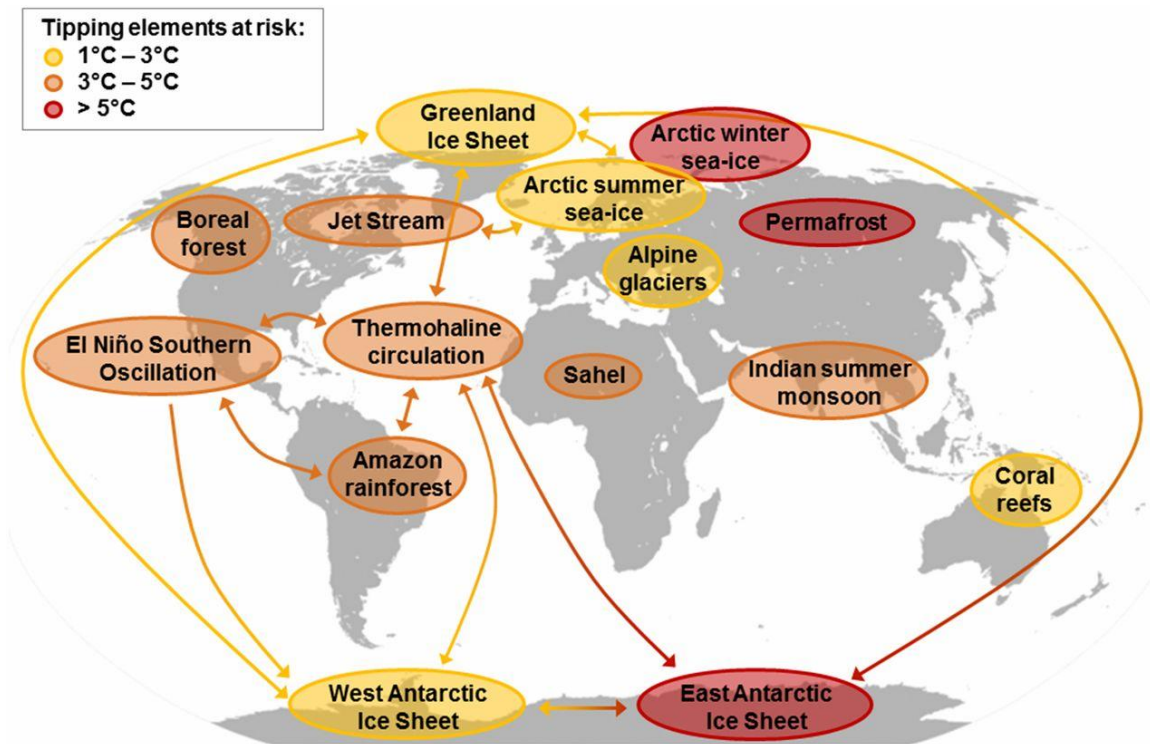 Tipping elements at risk:
1°C – 3°C
3°C – 5°C
> 5°C
Greenland
Ice Sheet
Arctic winter
sea-ice
Arctic summer
sea-ice
Boreal
forest
Jet Stream
Permafrost
Alpine
glaciers
El Niño Southern
Oscillation
Thermohaline
circulation
Sahel
Indian summer
monsoon
Amazon
rainforest
Coral
reefs
West Antarctic
Ice Sheet
East Antarctic
Ice Sheet